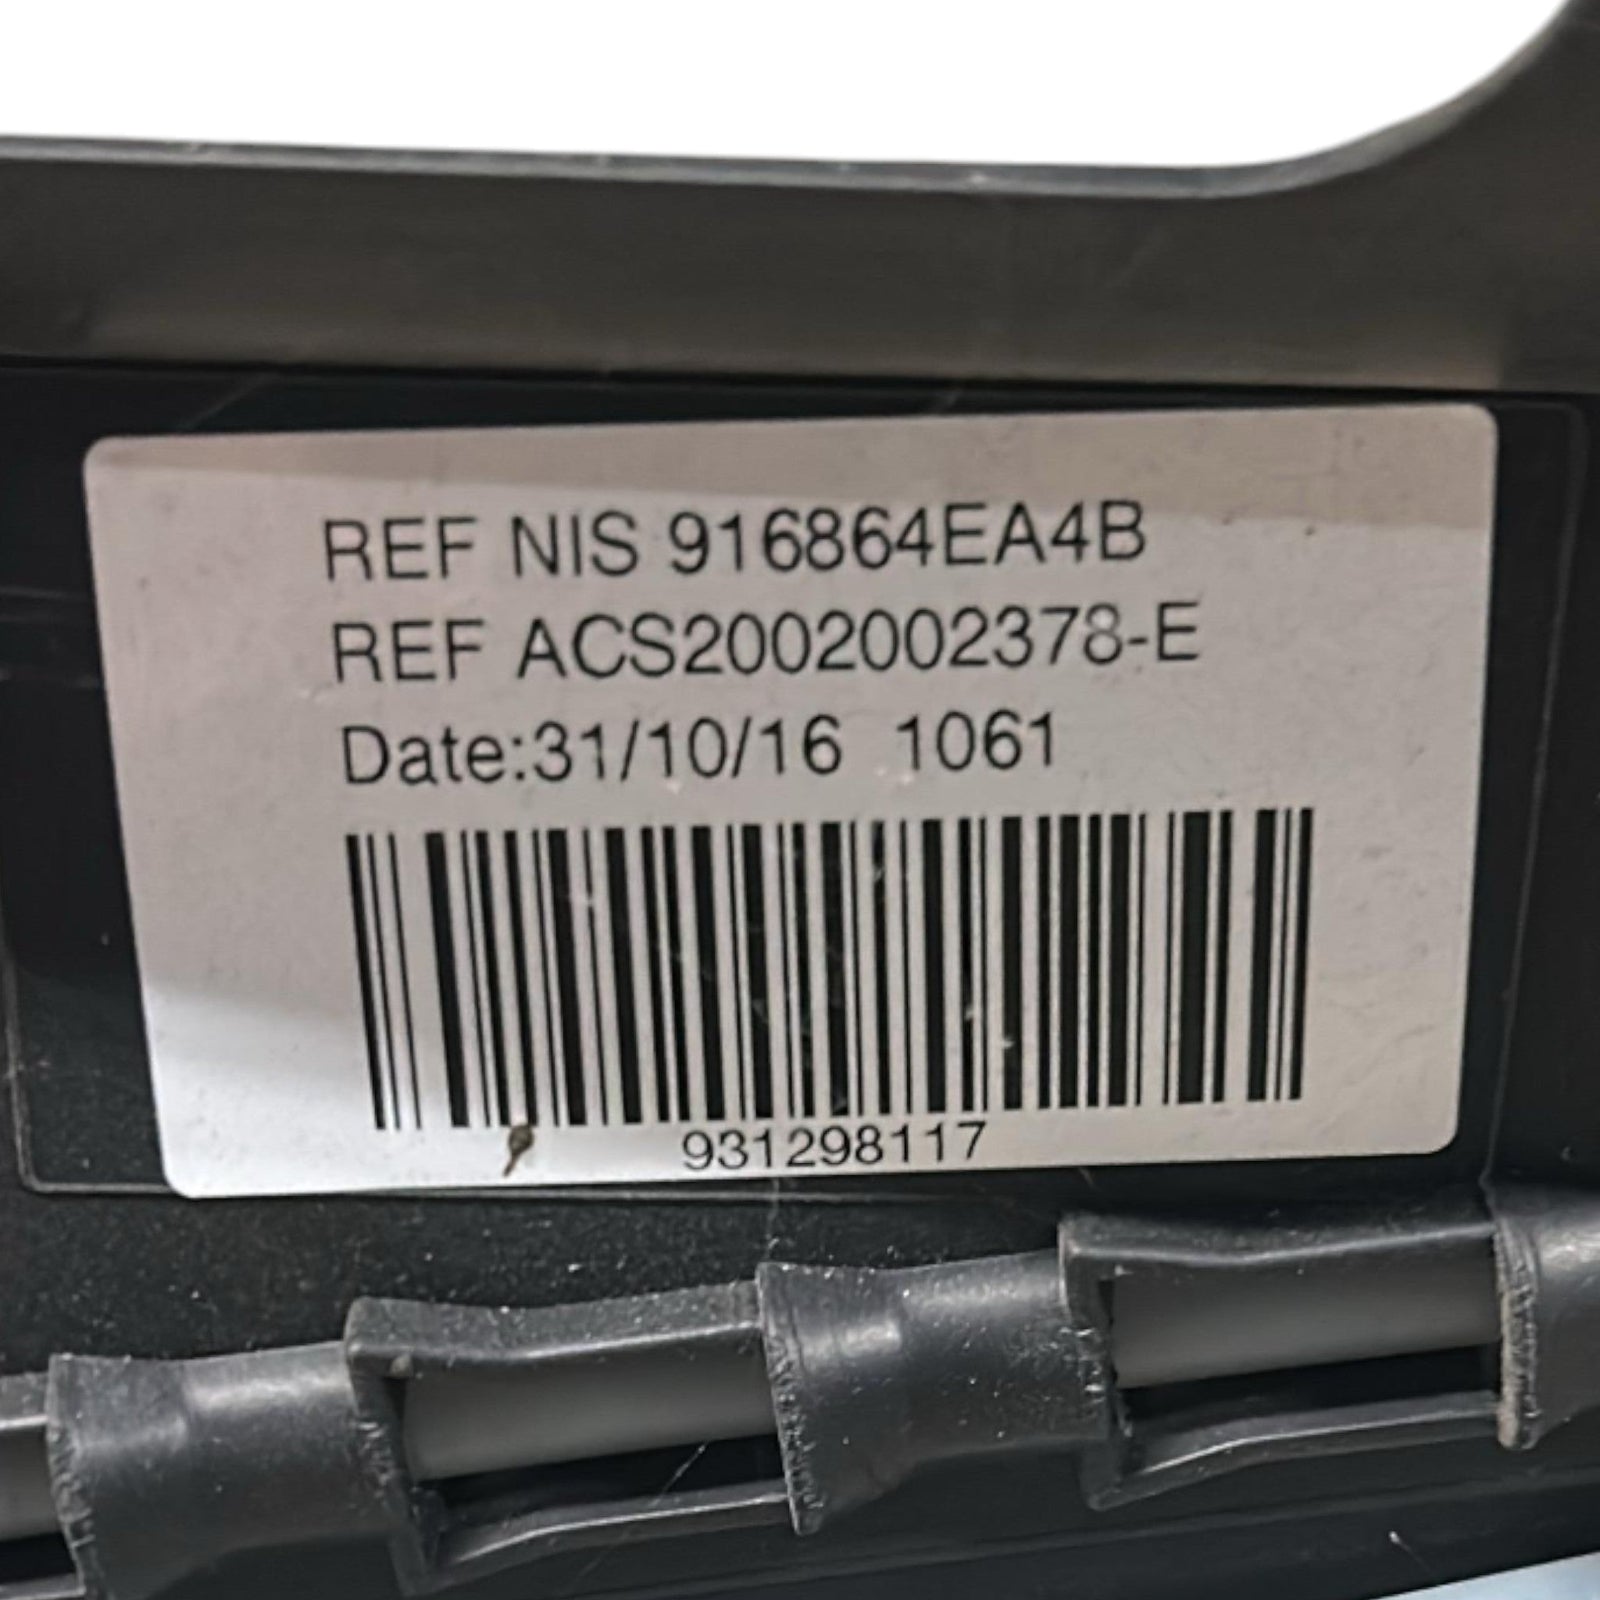 REF NIS 916864EA4B
REF ACS2002002378-E
Date:31/10/16 1061
931298117